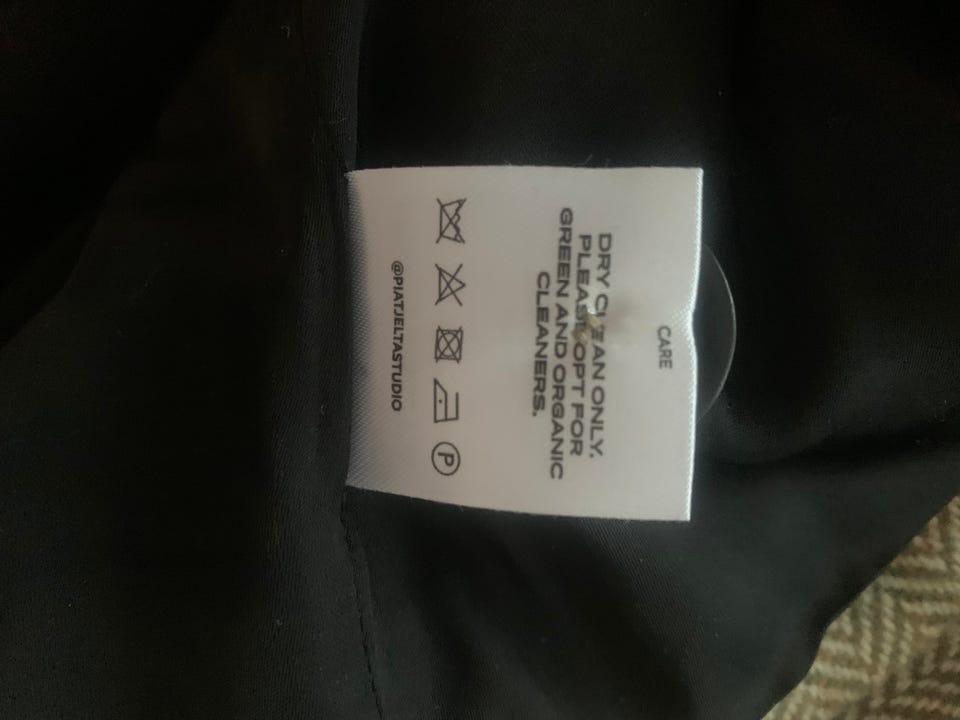 CARE
DRY CLEAN ONLY.
PLEASE OPT FOR
GREEN AND ORGANIC
CLEANERS.
P
@PIATJELTASTUDIO